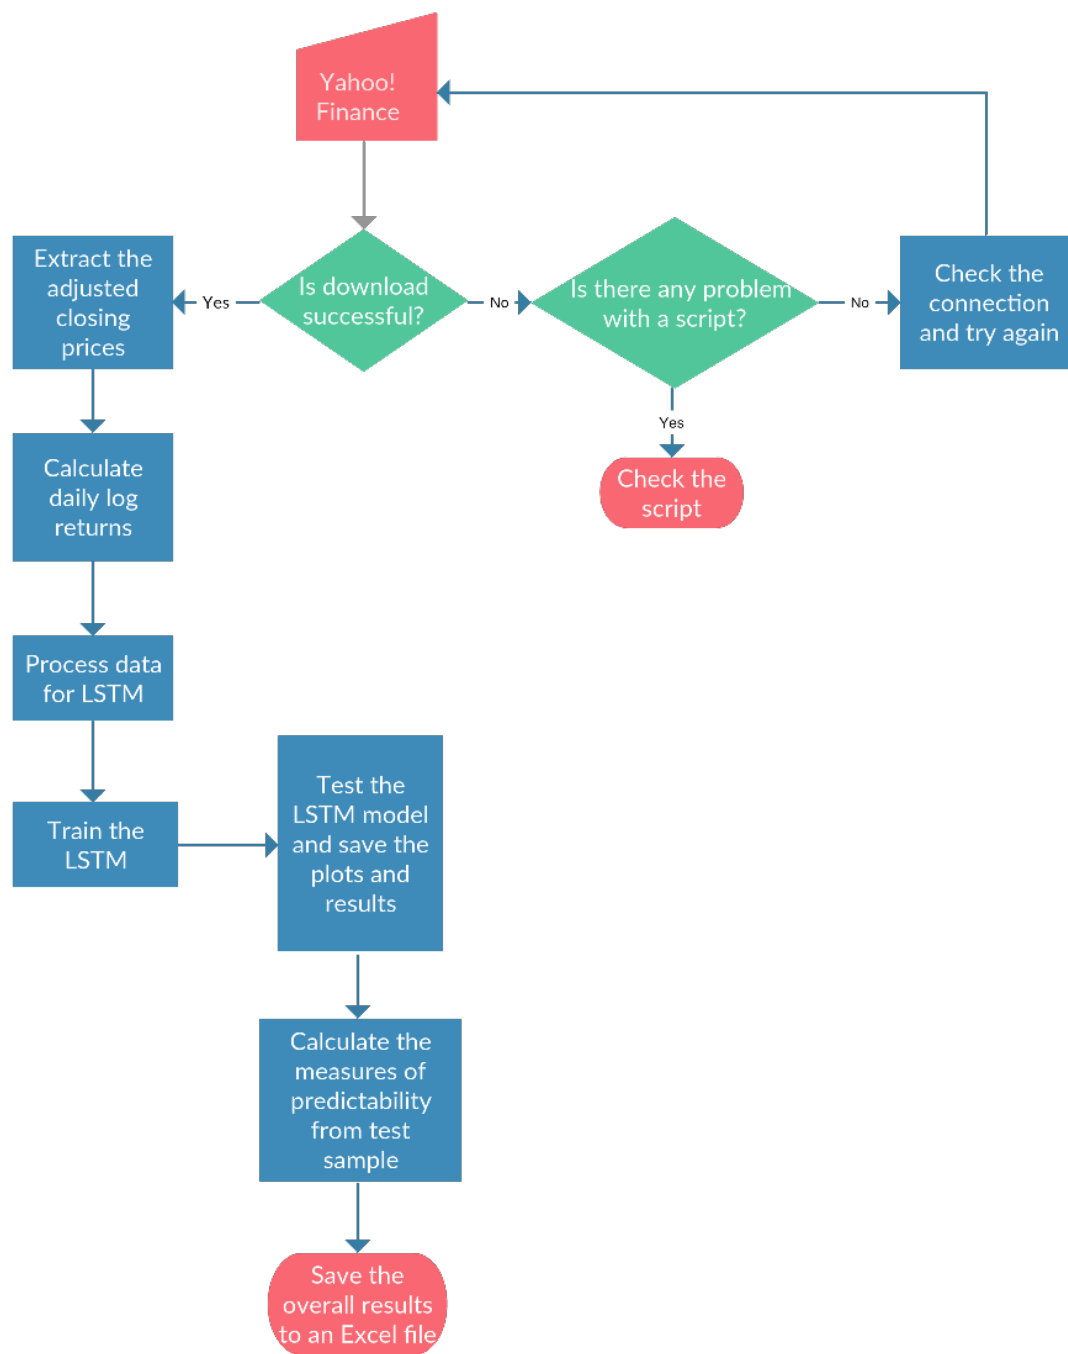 Yahoo!
Finance
Extract the
adjusted
closing
prices
Yes
Is download
successful?
No
Is there any problem
with a script?
No
Check the
connection
and try again
Yes
Check the
script
Calculate
daily log
returns
Process data
for LSTM
Train the
LSTM
Test the
LSTM model
and save the
plots and
results
Calculate the
measures of
predictability
from test
sample
Save the
overall results
to an Excel file